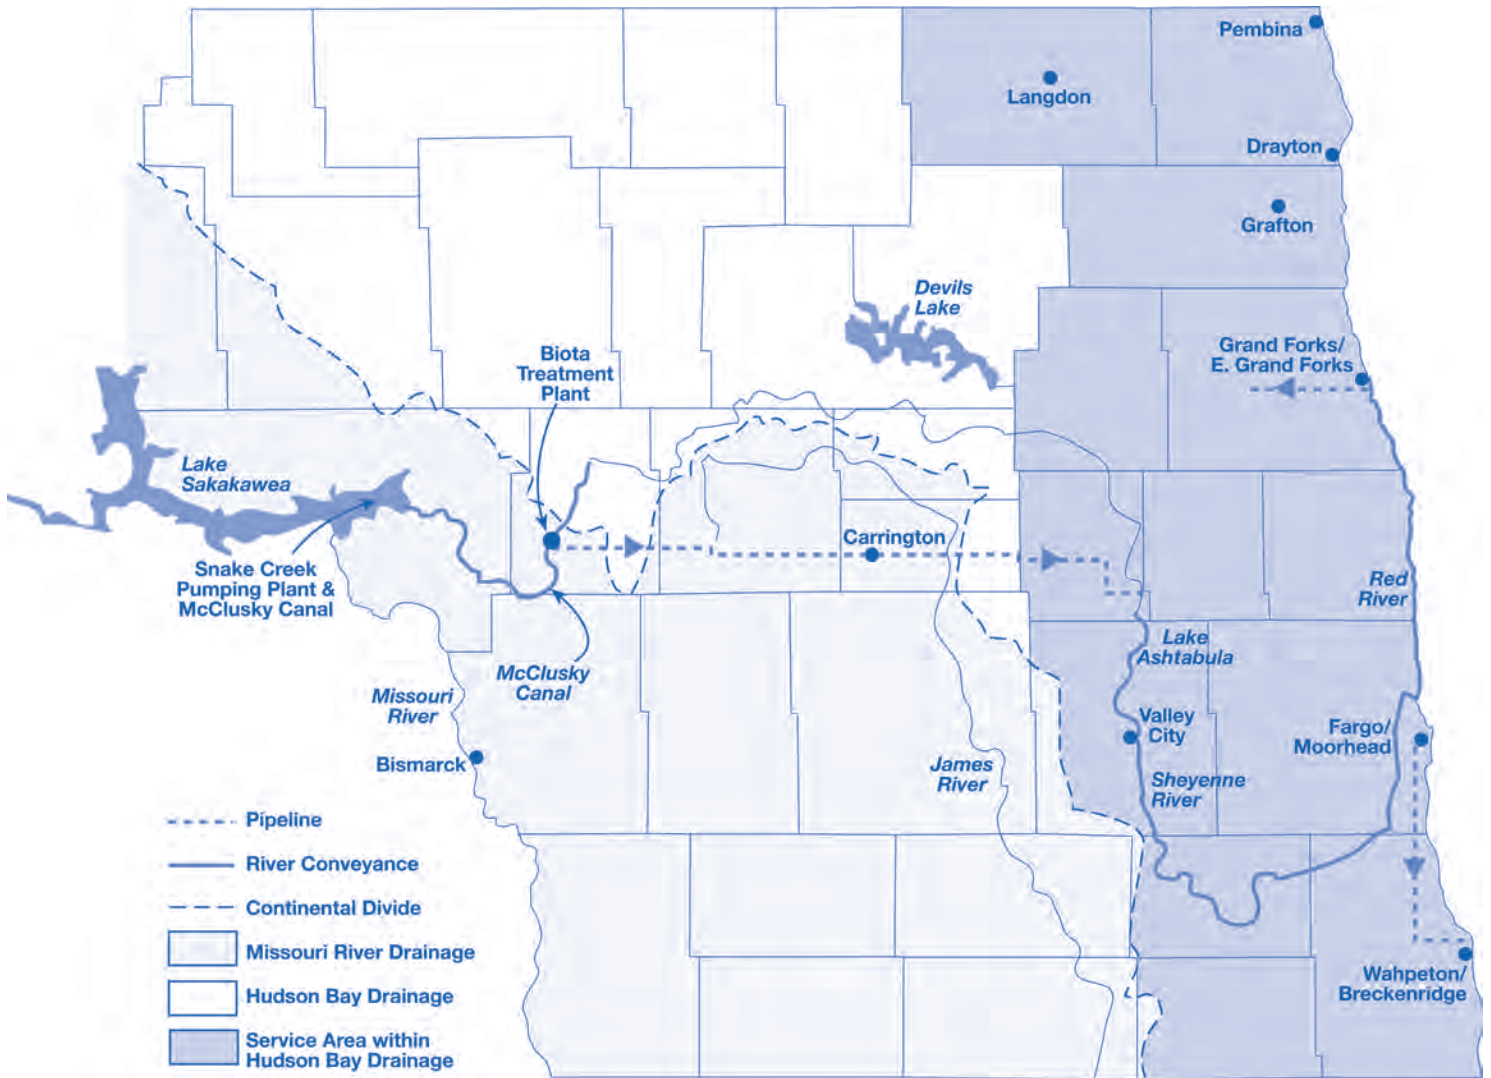 Pembina
Langdon
Drayton
Grafton
Devils
Lake
Grand Forks/
E. Grand Forks
Biota
Treatment
Plant
Lake
Sakakawea
Carrington
Snake Creek
Pumping Plant &
McClusky Canal
Red
River
Lake
Ashtabula
McClusky
Canal
Missouri
River
Valley
City
Fargo/
Moorhead
Bismarck
James
River
Sheyenne
River
Pipeline
River Conveyance
Continental Divide
Missouri River Drainage
Hudson Bay Drainage
Wahpeton/
Breckenridge
Service Area within
Hudson Bay Drainage